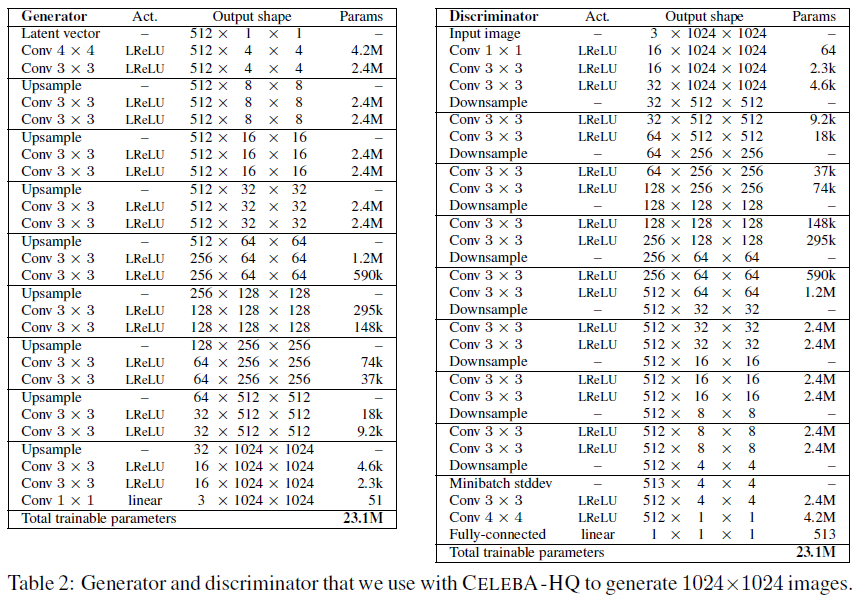 Generator Act. Output shape Params
Latent vector – 512 × 1 × 1 –
Conv 4 × 4 LReLU 512 × 4 × 4 4.2M
Conv 3 × 3 LReLU 512 × 4 × 4 2.4M
Upsample – 512 × 8 × 8 –
Conv 3 × 3 LReLU 512 × 8 × 8 2.4M
Conv 3 × 3 LReLU 512 × 8 × 8 2.4M
Upsample – 512 × 16 × 16 –
Conv 3 × 3 LReLU 512 × 16 × 16 2.4M
Conv 3 × 3 LReLU 512 × 16 × 16 2.4M
Upsample – 512 × 32 × 32 –
Conv 3 × 3 LReLU 512 × 32 × 32 2.4M
Conv 3 × 3 LReLU 512 × 32 × 32 2.4M
Upsample – 512 × 64 × 64 –
Conv 3 × 3 LReLU 256 × 64 × 64 1.2M
Conv 3 × 3 LReLU 256 × 64 × 64 590k
Upsample – 256 × 128 × 128 –
Conv 3 × 3 LReLU 128 × 128 × 128 295k
Conv 3 × 3 LReLU 128 × 128 × 128 148k
Upsample – 128 × 256 × 256 –
Conv 3 × 3 LReLU 64 × 256 × 256 74k
Conv 3 × 3 LReLU 64 × 256 × 256 37k
Upsample – 64 × 512 × 512 –
Conv 3 × 3 LReLU 32 × 512 × 512 18k
Conv 3 × 3 LReLU 32 × 512 × 512 9.2k
Upsample – 32 × 1024 × 1024 –
Conv 3 × 3 LReLU 16 × 1024 × 1024 4.6k
Conv 3 × 3 LReLU 16 × 1024 × 1024 2.3k
Conv 1 × 1 linear 3 × 1024 × 1024 51
Total trainable parameters 23.1M
Discriminator Act. Output shape Params
Input image – 3 × 1024 × 1024 –
Conv 1 × 1 LReLU 16 × 1024 × 1024 64
Conv 3 × 3 LReLU 16 × 1024 × 1024 2.3k
Conv 3 × 3 LReLU 32 × 1024 × 1024 4.6k
Downsample – 32 × 512 × 512 –
Conv 3 × 3 LReLU 32 × 512 × 512 9.2k
Conv 3 × 3 LReLU 64 × 512 × 512 18k
Downsample – 64 × 256 × 256 –
Conv 3 × 3 LReLU 64 × 256 × 256 37k
Conv 3 × 3 LReLU 128 × 256 × 256 74k
Downsample – 128 × 128 × 128 –
Conv 3 × 3 LReLU 128 × 128 × 128 148k
Conv 3 × 3 LReLU 256 × 128 × 128 295k
Downsample – 256 × 64 × 64 –
Conv 3 × 3 LReLU 256 × 64 × 64 590k
Conv 3 × 3 LReLU 512 × 64 × 64 1.2M
Downsample – 512 × 32 × 32 –
Conv 3 × 3 LReLU 512 × 32 × 32 2.4M
Conv 3 × 3 LReLU 512 × 32 × 32 2.4M
Downsample – 512 × 16 × 16 –
Conv 3 × 3 LReLU 512 × 16 × 16 2.4M
Conv 3 × 3 LReLU 512 × 16 × 16 2.4M
Downsample – 512 × 8 × 8 –
Conv 3 × 3 LReLU 512 × 8 × 8 2.4M
Conv 3 × 3 LReLU 512 × 8 × 8 2.4M
Downsample – 512 × 4 × 4 –
Minibatch stddev – 513 × 4 × 4 –
Conv 3 × 3 LReLU 512 × 4 × 4 2.4M
Conv 4 × 4 LReLU 512 × 1 × 1 4.2M
Fully-connected linear 1 × 1 × 1 513
Total trainable parameters 23.1M
Table 2: Generator and discriminator that we use with CELEBA-HQ to generate 1024×1024 images.